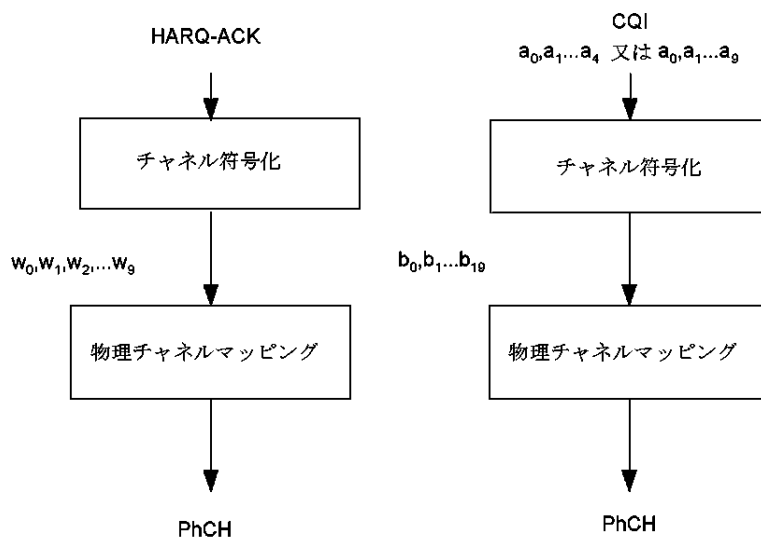 HARQ-ACK
チャネル符号化
w0,w1,w2,...w9
物理チャネルマッピング
PhCH
CQI
a0,a1...a4 又は a0,a1...a9
チャネル符号化
b0,b1...b19
物理チャネルマッピング
PhCH